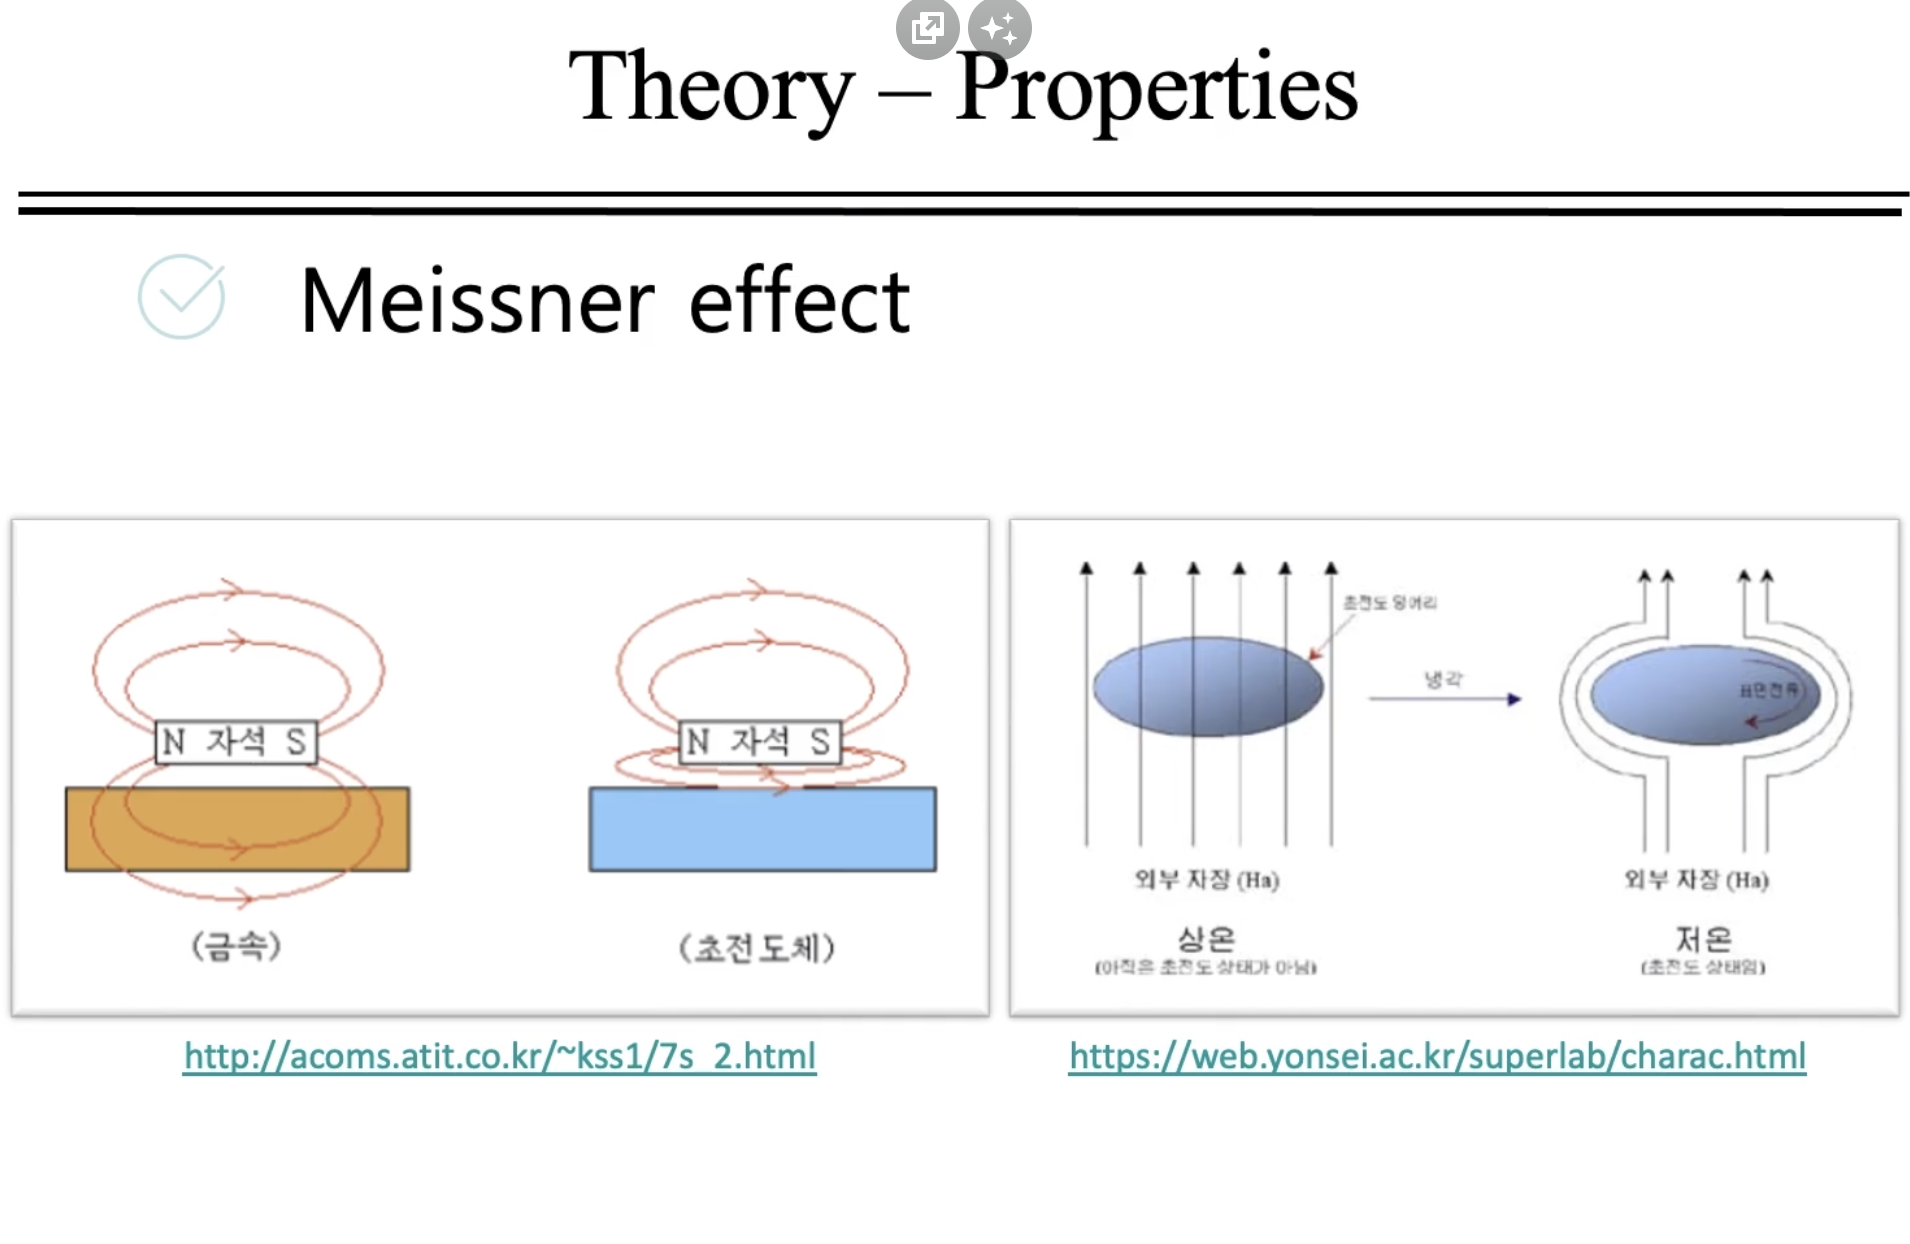 Theory – Properties
Meissner effect
N 자석 S
N 자석 S
(금속)
(초전도체)
초전도 덩어리
냉각
표면전류
외부 자장 (Ha)
외부 자장 (Ha)
상온
저온
(아직은 초전도 상태가 아님)
(초전도 상태임)
http://acoms.atit.co.kr/~kss1/7s_2.html
https://web.yonsei.ac.kr/superlab/charac.html